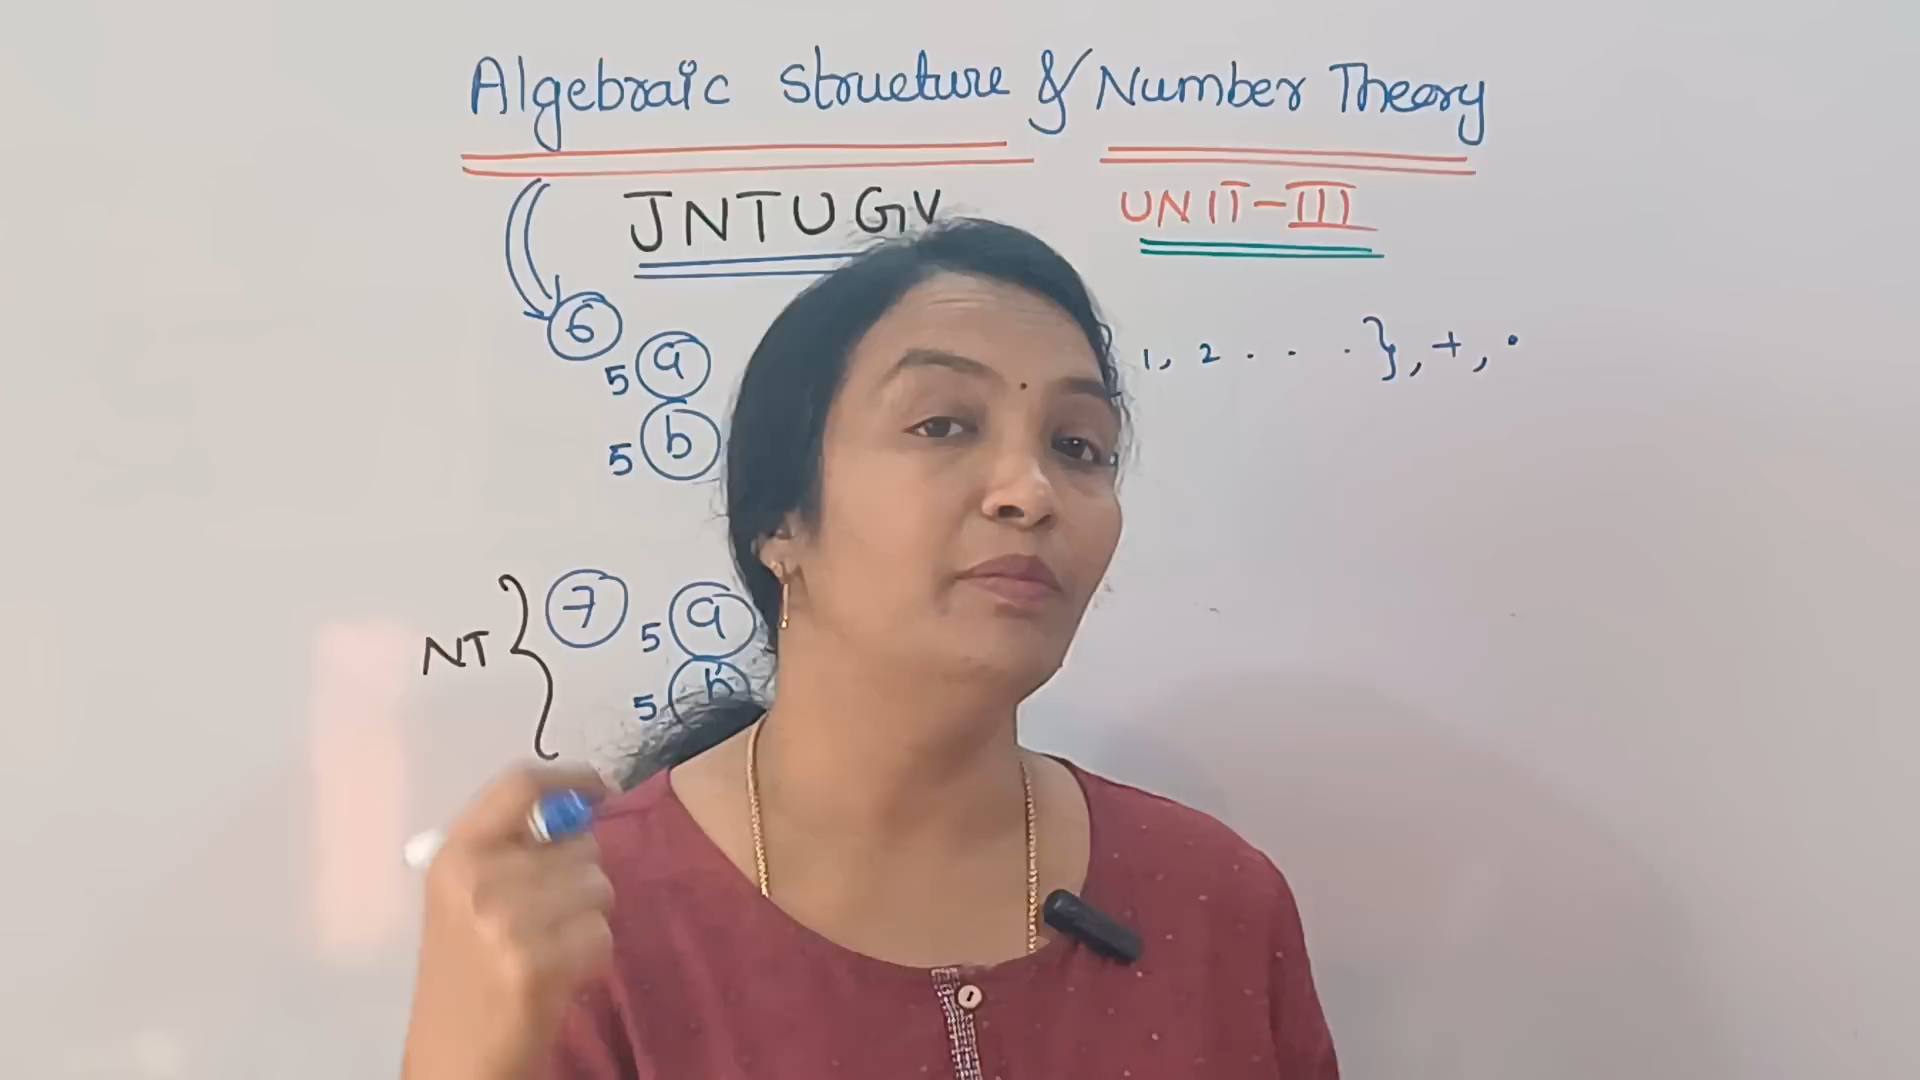 Algebraic Structure & Number Theory
JNTUGV UNIT-III
6
5 a 1, 2 . . . }, +, .
5 b
NT { 7 5 a
5 b